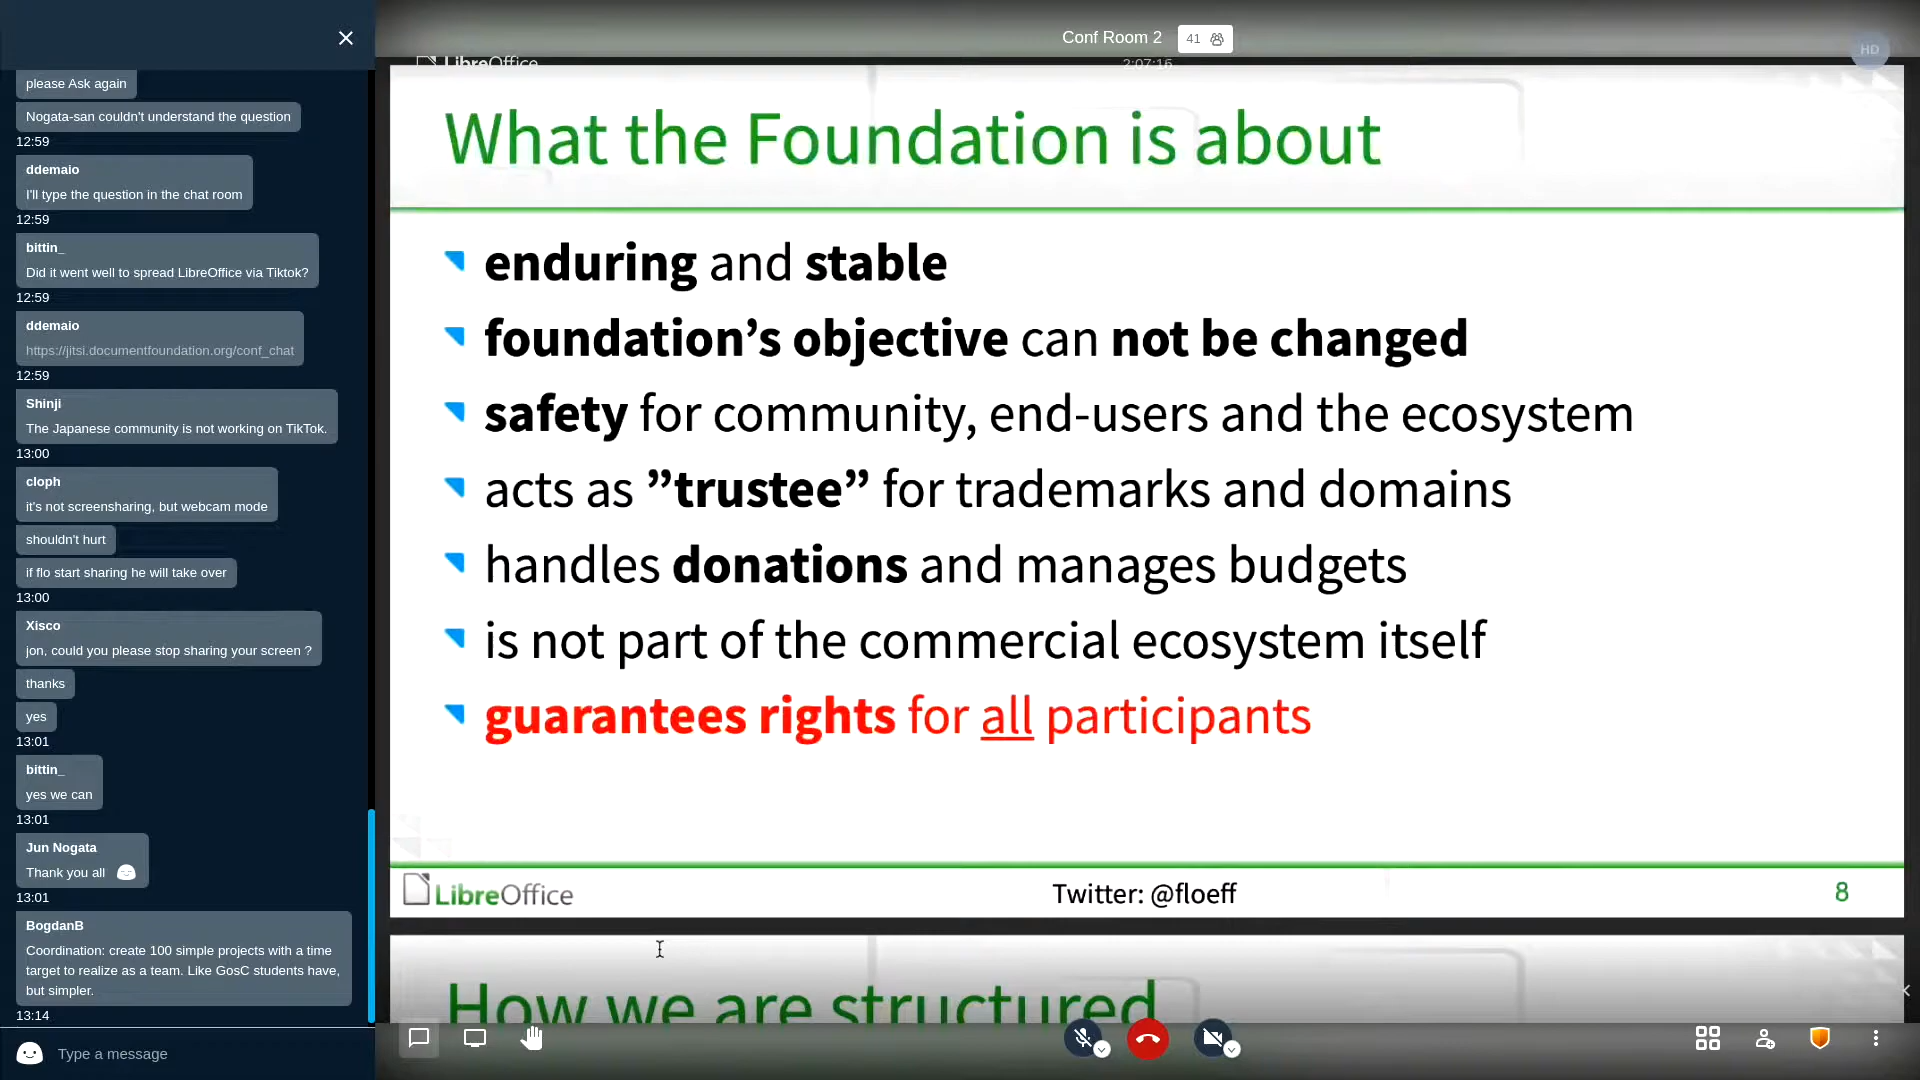 please Ask again
Nogata-san couldn't understand the question
12:59
ddemaio
I'll type the question in the chat room
12:59
bittin_
Did it went well to spread LibreOffice via Tiktok?
12:59
ddemaio
https://jitsi.documentfoundation.org/conf_chat
12:59
Shinji
The Japanese community is not working on TikTok.
13:00
cloph
it's not screensharing, but webcam mode
shouldn't hurt
if flo start sharing he will take over
13:00
Xisco
jon, could you please stop sharing your screen ?
thanks
yes
13:01
bittin_
yes we can
13:01
Jun Nogata
Thank you all
13:01
BogdanB
Coordination: create 100 simple projects with a time
target to realize as a team. Like GosC students have,
but simpler.
13:14
Type a message
Conf Room 2
41
2:07:16
HD
LibreOffice
What the Foundation is about
enduring and stable
foundation’s objective can not be changed
safety for community, end-users and the ecosystem
acts as ”trustee” for trademarks and domains
handles donations and manages budgets
is not part of the commercial ecosystem itself
guarantees rights for all participants
LibreOffice
Twitter: @floeff
8
How we are structured